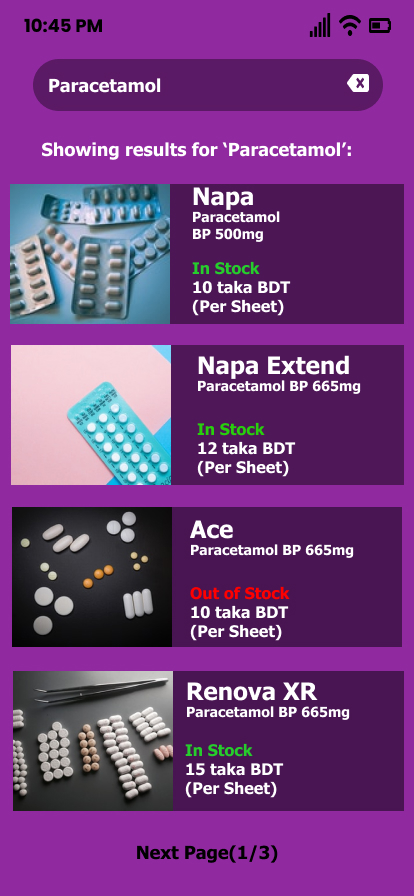 10:45 PM
Paracetamol
Showing results for ‘Paracetamol’:
Napa
Paracetamol
BP 500mg
In Stock
10 taka BDT
(Per Sheet)
Napa Extend
Paracetamol BP 665mg
In Stock
12 taka BDT
(Per Sheet)
Ace
Paracetamol BP 665mg
Out of Stock
10 taka BDT
(Per Sheet)
Renova XR
Paracetamol BP 665mg
In Stock
15 taka BDT
(Per Sheet)
Next Page(1/3)